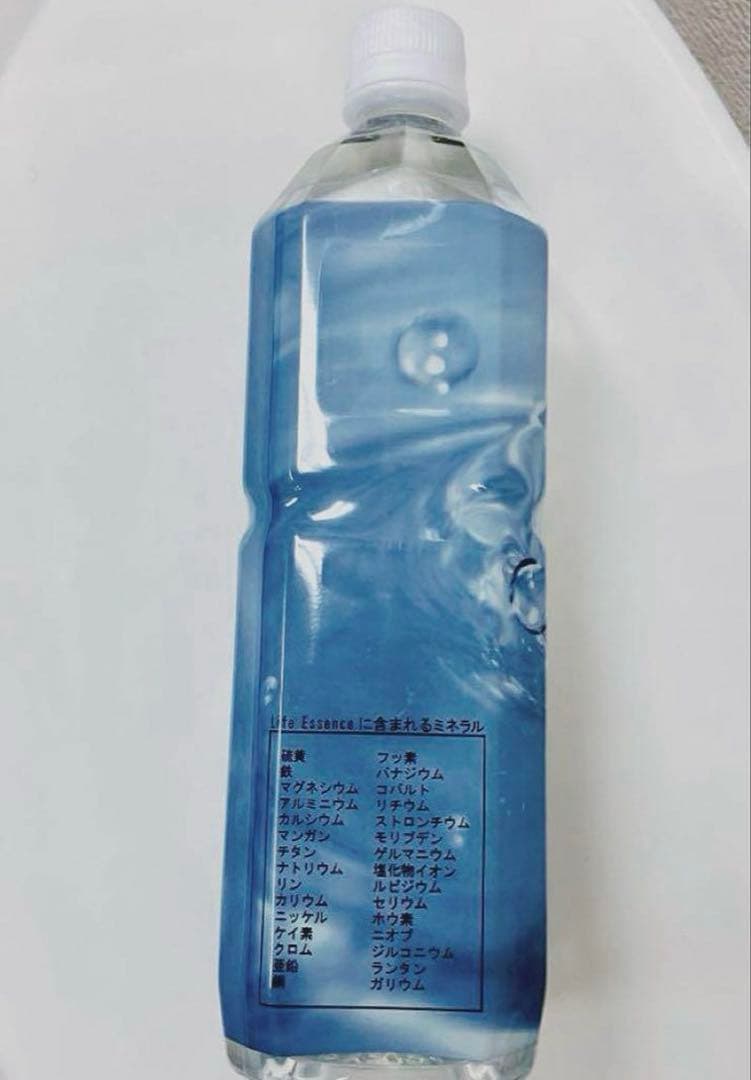 Life Essence に含まれるミネラル
硫黄
鉄
マグネシウム
アルミニウム
カルシウム
マンガン
チタン
ナトリウム
リン
カリウム
ニッケル
ケイ素
クロム
亜鉛
フッ素
バナジウム
コバルト
リチウム
ストロンチウム
モリブデン
ゲルマニウム
塩化物イオン
ルビジウム
セリウム
ホウ素
ニオブ
ジルコニウム
ランタン
ガリウム